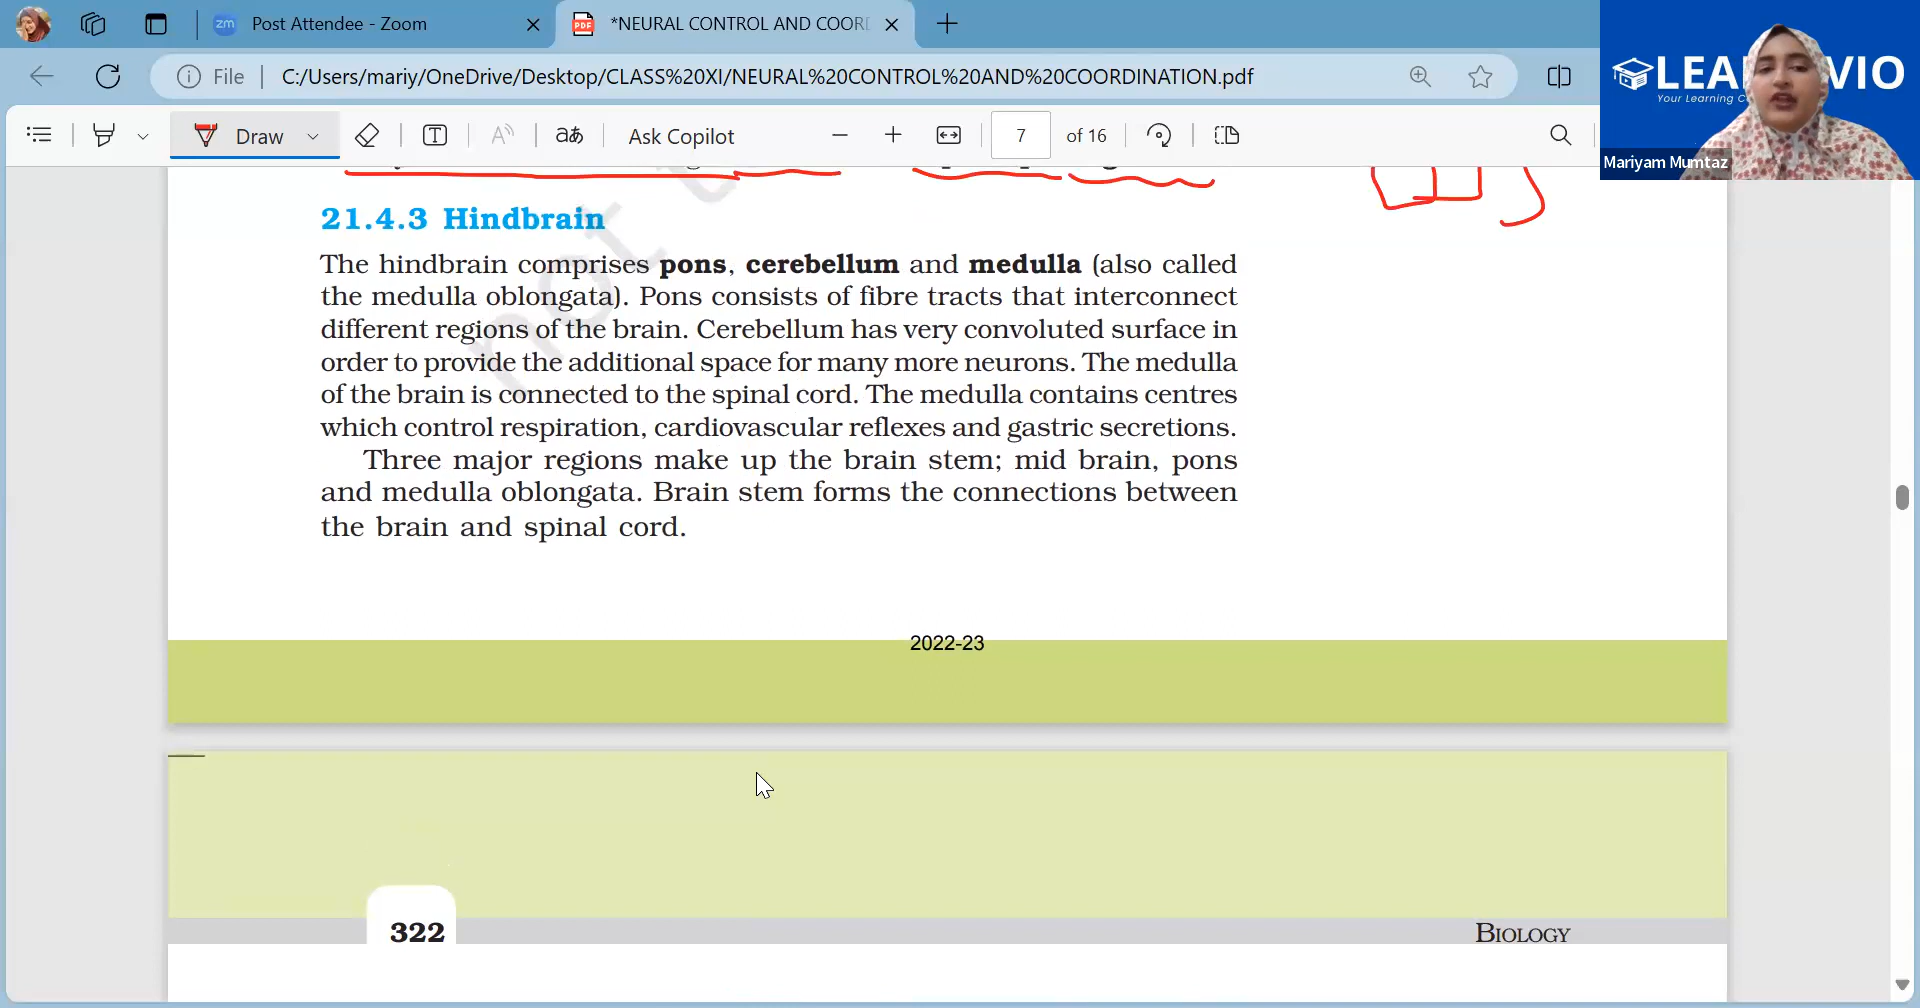 Post Attendee - Zoom
*NEURAL CONTROL AND COORD
File
C:/Users/mariy/OneDrive/Desktop/CLASS%20XI/NEURAL%20CONTROL%20AND%20COORDINATION.pdf
Draw
Ask Copilot
7 of 16
Your Learning
Mariyam Mumtaz
21.4.3 Hindbrain
The hindbrain comprises pons, cerebellum and medulla (also called
the medulla oblongata). Pons consists of fibre tracts that interconnect
different regions of the brain. Cerebellum has very convoluted surface in
order to provide the additional space for many more neurons. The medulla
of the brain is connected to the spinal cord. The medulla contains centres
which control respiration, cardiovascular reflexes and gastric secretions.
Three major regions make up the brain stem; mid brain, pons
and medulla oblongata. Brain stem forms the connections between
the brain and spinal cord.
not
2022-23
322
BIOLOGY